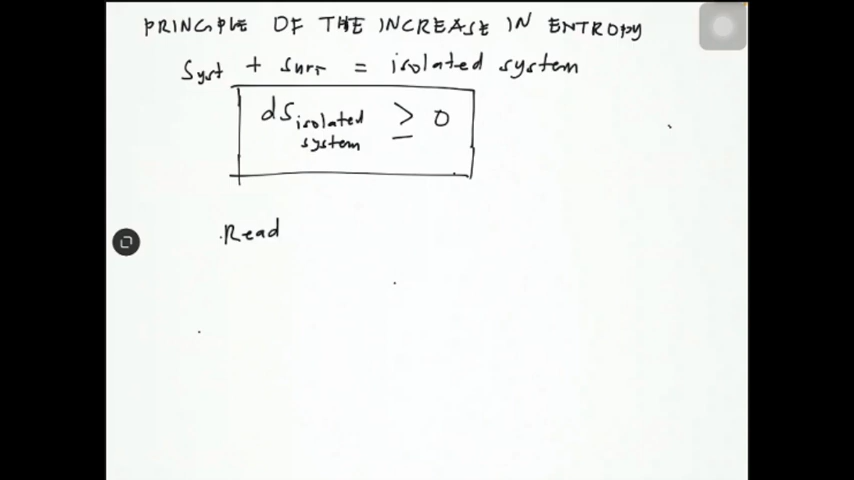 PRINCIPLE OF THE INCREASE IN ENTROPY
Syst + surr = isolated system
dS isolated system ≥ 0
Read